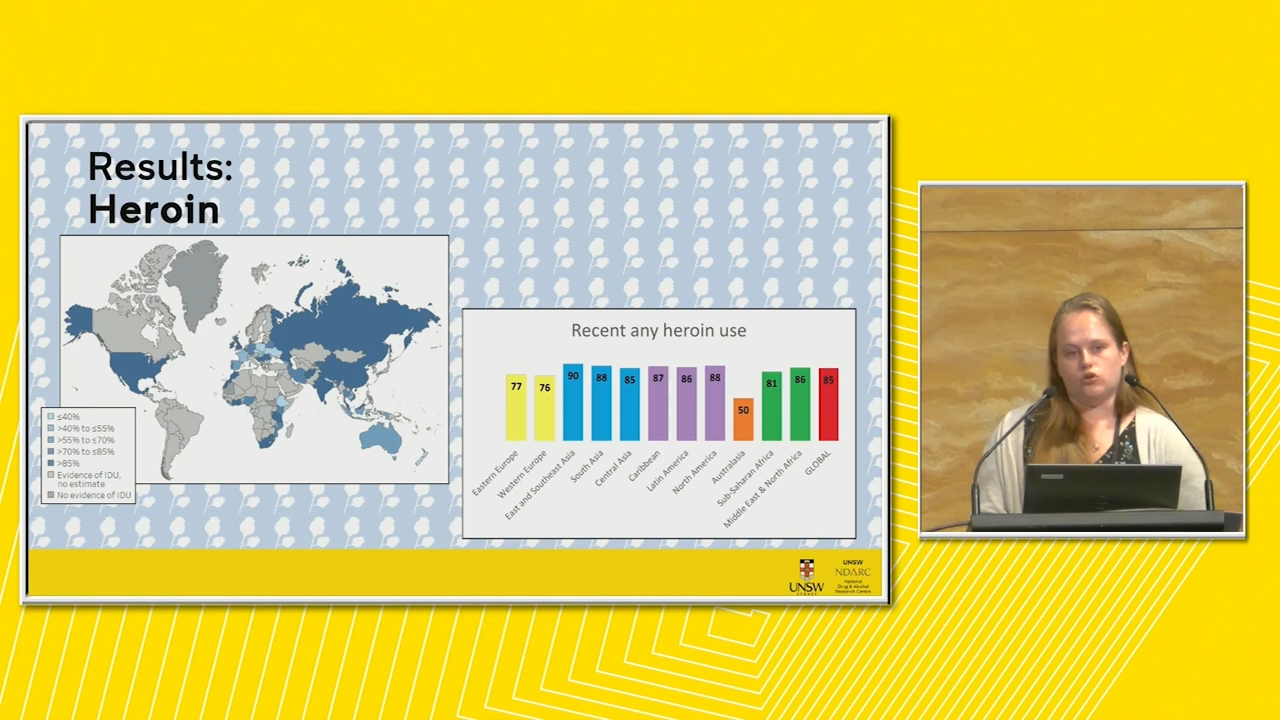 Results:
Heroin
≤40%
>40% to ≤55%
>55% to ≤70%
>70% to ≤85%
>85%
Evidence of IDU,
no estimate
No evidence of IDU
Recent any heroin use
77
76
90
88
85
87
86
88
50
81
86
85
Eastern Europe
Western Europe
East and Southeast Asia
South Asia
Central Asia
Caribbean
Latin America
North America
Australasia
Sub-Saharan Africa
Middle East & North Africa
GLOBAL
UNSW
SYDNEY
UNSW
NDARC
National
Drug & Alcohol
Research Centre